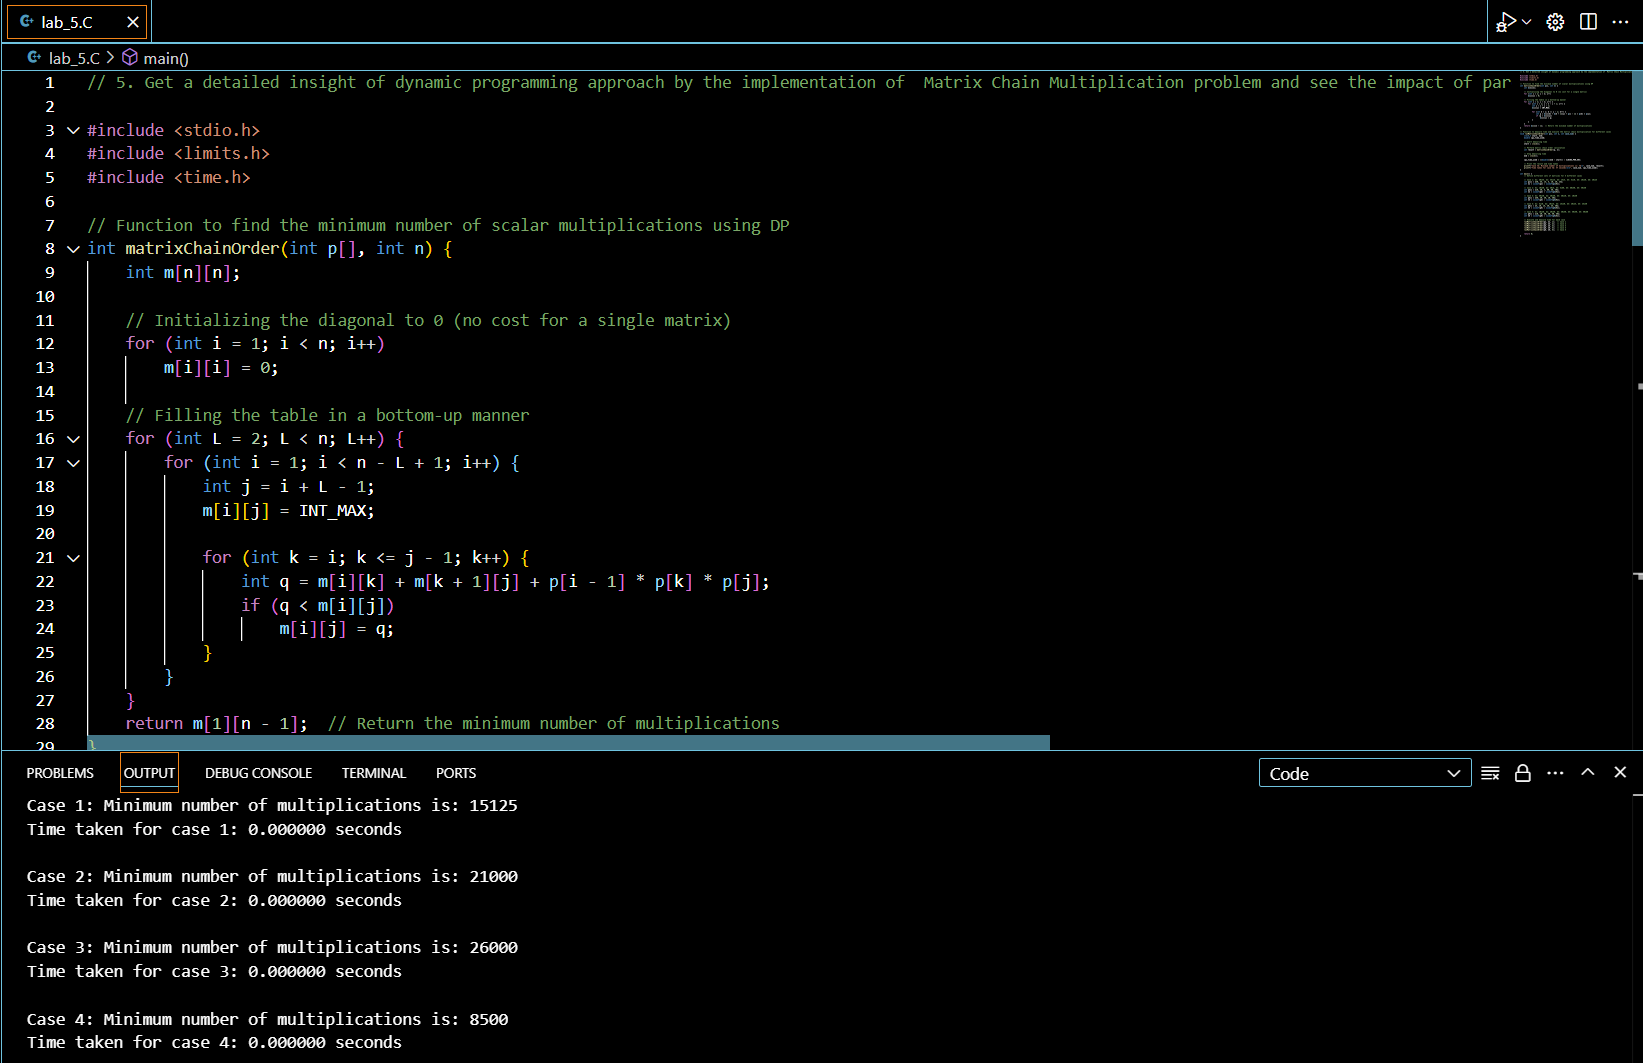 lab_5.C
lab_5.C > main()
1 // 5. Get a detailed insight of dynamic programming approach by the implementation of  Matrix Chain Multiplication problem and see the impact of par
2
3 #include <stdio.h>
4 #include <limits.h>
5 #include <time.h>
6
7 // Function to find the minimum number of scalar multiplications using DP
8 int matrixChainOrder(int p[], int n) {
9     int m[n][n];
10
11     // Initializing the diagonal to 0 (no cost for a single matrix)
12     for (int i = 1; i < n; i++)
13         m[i][i] = 0;
14
15     // Filling the table in a bottom-up manner
16     for (int L = 2; L < n; L++) {
17         for (int i = 1; i < n - L + 1; i++) {
18             int j = i + L - 1;
19             m[i][j] = INT_MAX;
20
21             for (int k = i; k <= j - 1; k++) {
22                 int q = m[i][k] + m[k + 1][j] + p[i - 1] * p[k] * p[j];
23                 if (q < m[i][j])
24                     m[i][j] = q;
25             }
26         }
27     }
28     return m[1][n - 1];  // Return the minimum number of multiplications
29 }
PROBLEMS OUTPUT DEBUG CONSOLE TERMINAL PORTS Code
Case 1: Minimum number of multiplications is: 15125
Time taken for case 1: 0.000000 seconds
Case 2: Minimum number of multiplications is: 21000
Time taken for case 2: 0.000000 seconds
Case 3: Minimum number of multiplications is: 26000
Time taken for case 3: 0.000000 seconds
Case 4: Minimum number of multiplications is: 8500
Time taken for case 4: 0.000000 seconds